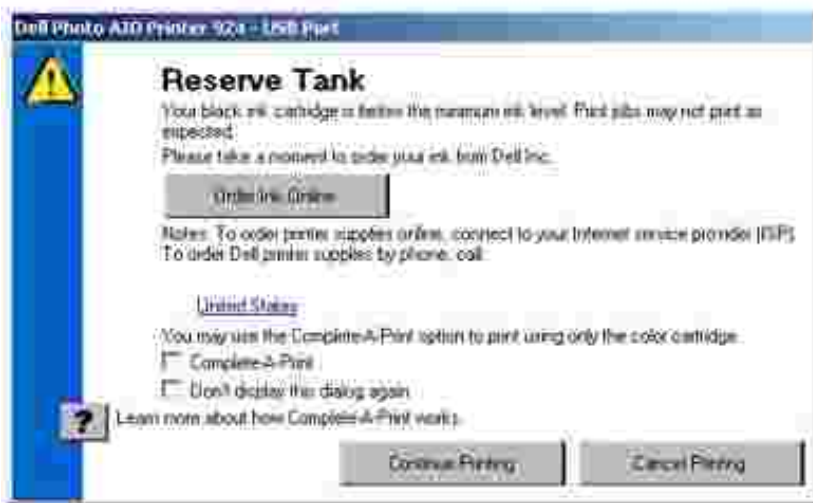 Dell Photo AIO Printer 924 - USB Port
Reserve Tank
Your black ink cartridge is below the minimum ink level. Print jobs may not print as
expected.
Please take a moment to order your ink from Dell Inc.
Order Ink Online
Notes: To order printer supplies online, connect to your Internet service provider (ISP).
To order Dell printer supplies by phone, call:
United States
You may use the Complete-A-Print option to print using only the color cartridge.
Complete-A-Print
Don't display this dialog again
? Learn more about how Complete-A-Print works.
Continue Printing
Cancel Printing